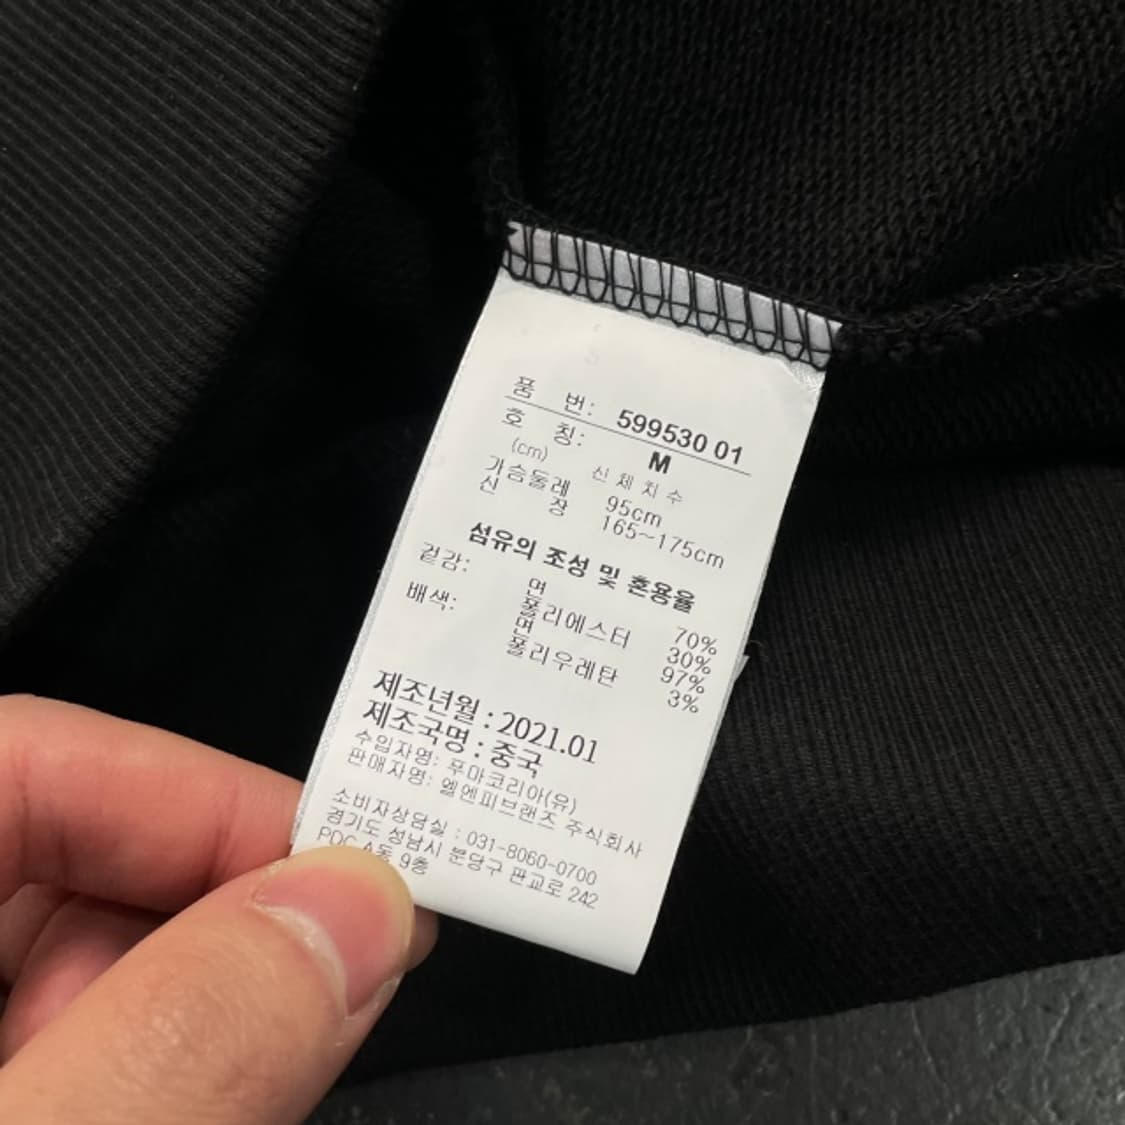 품 번: 599530 01
호 칭: M
(cm) 신체치수
가슴둘레 95cm
신 장 165~175cm
섬유의 조성 및 혼용율
겉감: 면 70%
폴리에스터 30%
배색: 면 97%
폴리우레탄 3%
제조년월 : 2021.01
제조국명 : 중국
수입자명: 푸마코리아(유)
판매자명: 엘엔피브랜즈 주식회사
소비자상담실 : 031-8060-0700
경기도 성남시 분당구 판교로 242
PDC A동 9층